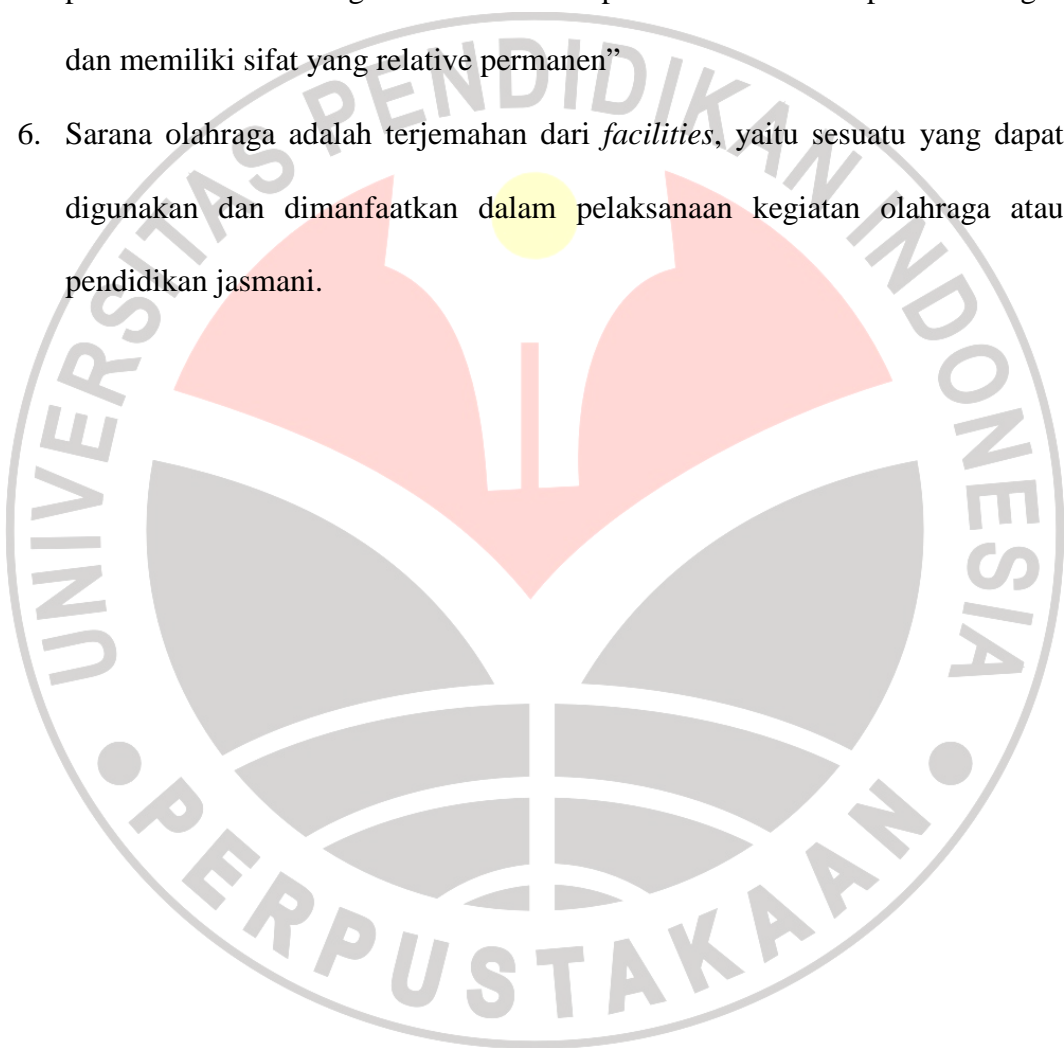 dan memiliki sifat yang relative permanen”
6. Sarana olahraga adalah terjemahan dari facilities, yaitu sesuatu yang dapat
digunakan dan dimanfaatkan dalam pelaksanaan kegiatan olahraga atau
pendidikan jasmani.
UNIVERSITAS PENDIDIKAN INDONESIA
PERPUSTAKAAN